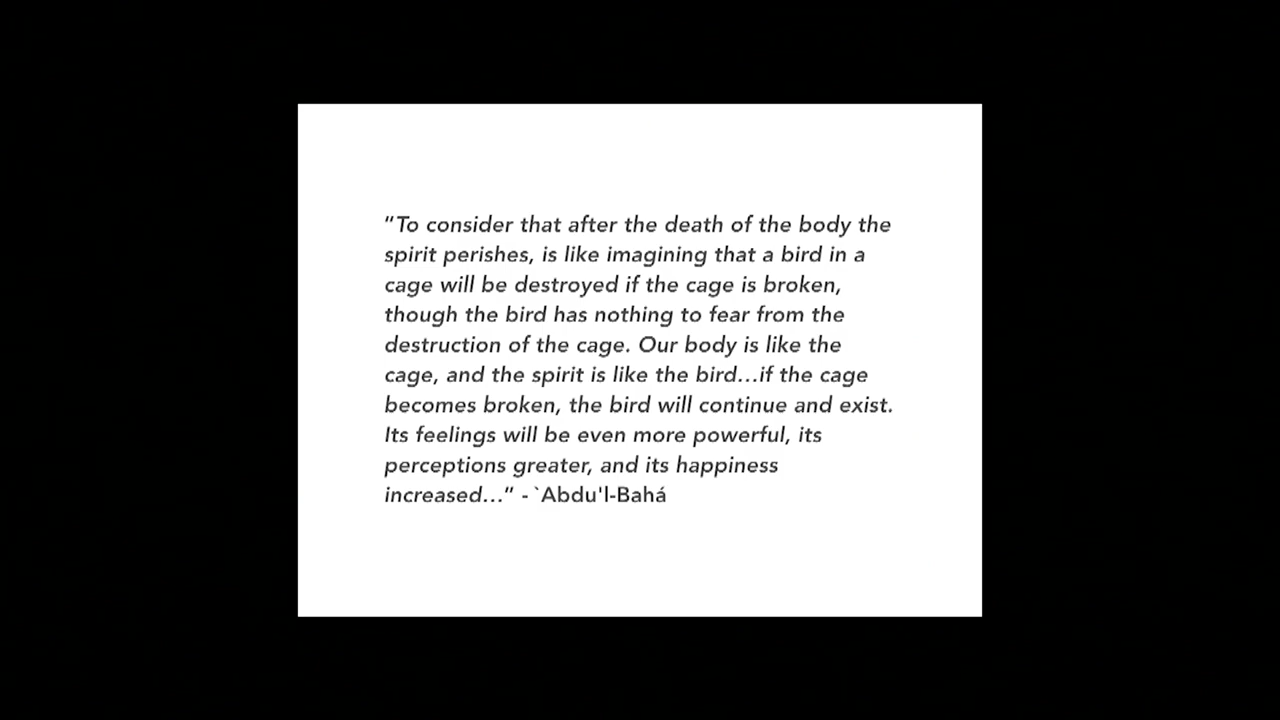 “To consider that after the death of the body the
spirit perishes, is like imagining that a bird in a
cage will be destroyed if the cage is broken,
though the bird has nothing to fear from the
destruction of the cage. Our body is like the
cage, and the spirit is like the bird…if the cage
becomes broken, the bird will continue and exist.
Its feelings will be even more powerful, its
perceptions greater, and its happiness
increased…” - `Abdu'l-Bahá